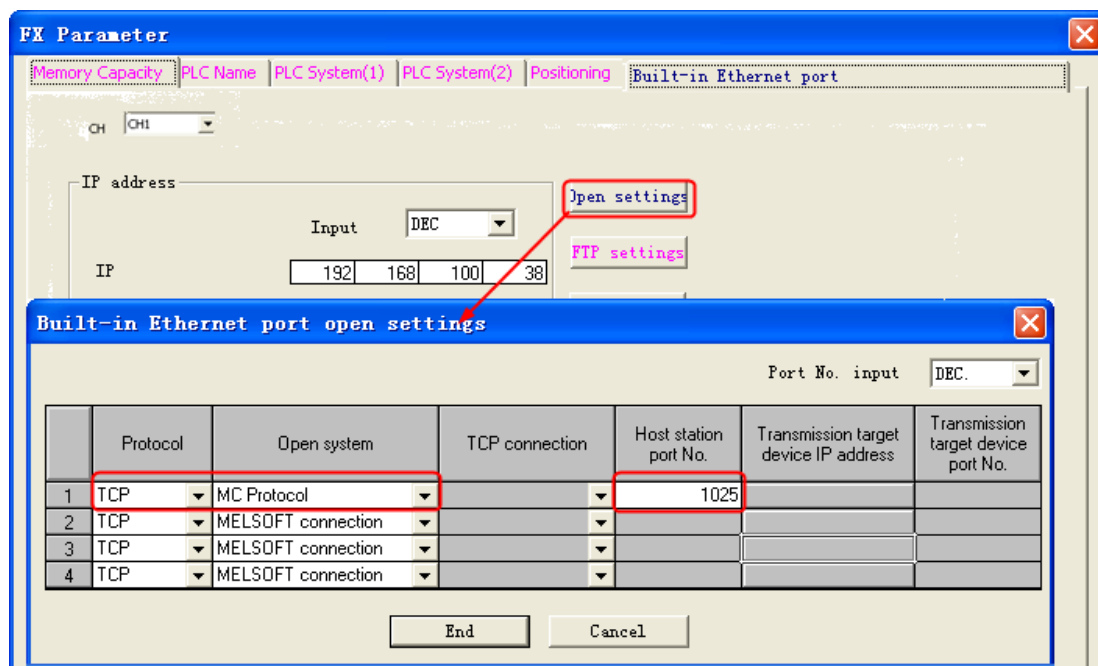 FX Parameter
Memory Capacity PLC Name PLC System(1) PLC System(2) Positioning Built-in Ethernet port
CH CH1
IP address
Open settings
Input DEC
FTP settings
IP 192 168 100 38
Built-in Ethernet port open settings
Port No. input DEC.
Protocol Open system TCP connection Host station port No. Transmission target device IP address Transmission target device port No.
1 TCP MC Protocol 1025
2 TCP MELSOFT connection
3 TCP MELSOFT connection
4 TCP MELSOFT connection
End Cancel